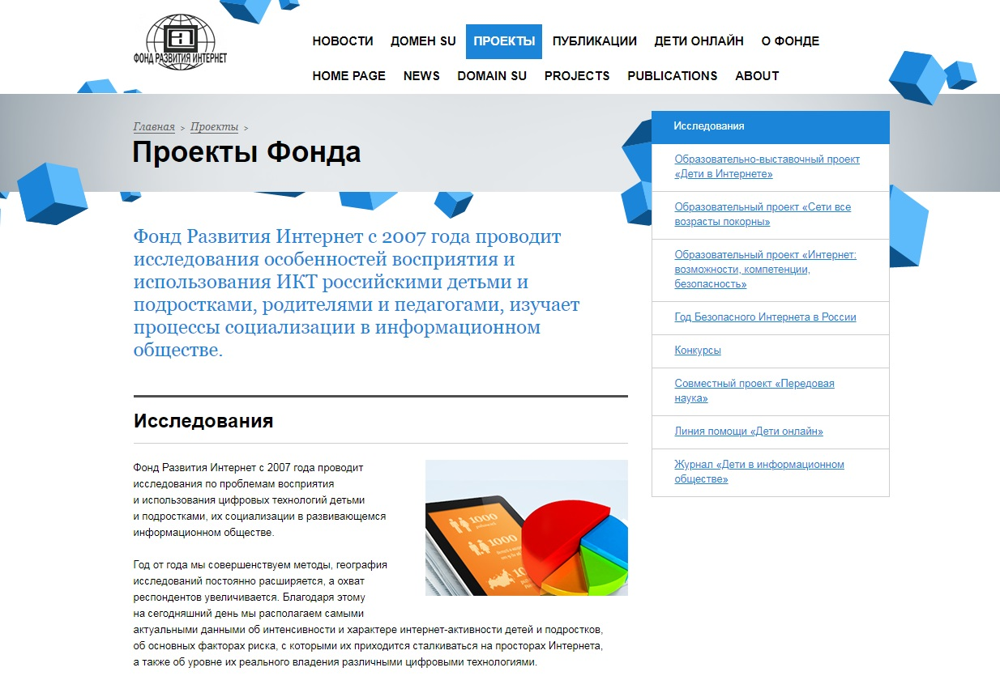 a
ФОНД РАЗВИТИЯ ИНТЕРНЕТ
НОВОСТИ ДОМЕН SU ПРОЕКТЫ ПУБЛИКАЦИИ ДЕТИ ОНЛАЙН О ФОНДЕ
HOME PAGE NEWS DOMAIN SU PROJECTS PUBLICATIONS ABOUT
Главная > Проекты >
Проекты Фонда
Фонд Развития Интернет с 2007 года проводит
исследования особенностей восприятия и
использования ИКТ российскими детьми и
подростками, родителями и педагогами, изучает
процессы социализации в информационном
обществе.
Исследования
Фонд Развития Интернет с 2007 года проводит
исследования по проблемам восприятия
и использования цифровых технологий детьми
и подростками, их социализации в развивающемся
информационном обществе.
Год от года мы совершенствуем методы, география
исследований постоянно расширяется, а охват
респондентов увеличивается. Благодаря этому
на сегодняшний день мы располагаем самыми
актуальными данными об интенсивности и характере интернет-активности детей и подростков,
об основных факторах риска, с которыми их приходится сталкиваться на просторах Интернета,
а также об уровне их реального владения различными цифровыми технологиями.
1000
1000
Исследования
Образовательно-выставочный проект
«Дети в Интернете»
Образовательный проект «Сети все
возрасты покорны»
Образовательный проект «Интернет:
возможности, компетенции,
безопасность»
Год Безопасного Интернета в России
Конкурсы
Совместный проект «Передовая
наука»
Линия помощи «Дети онлайн»
Журнал «Дети в информационном
обществе»